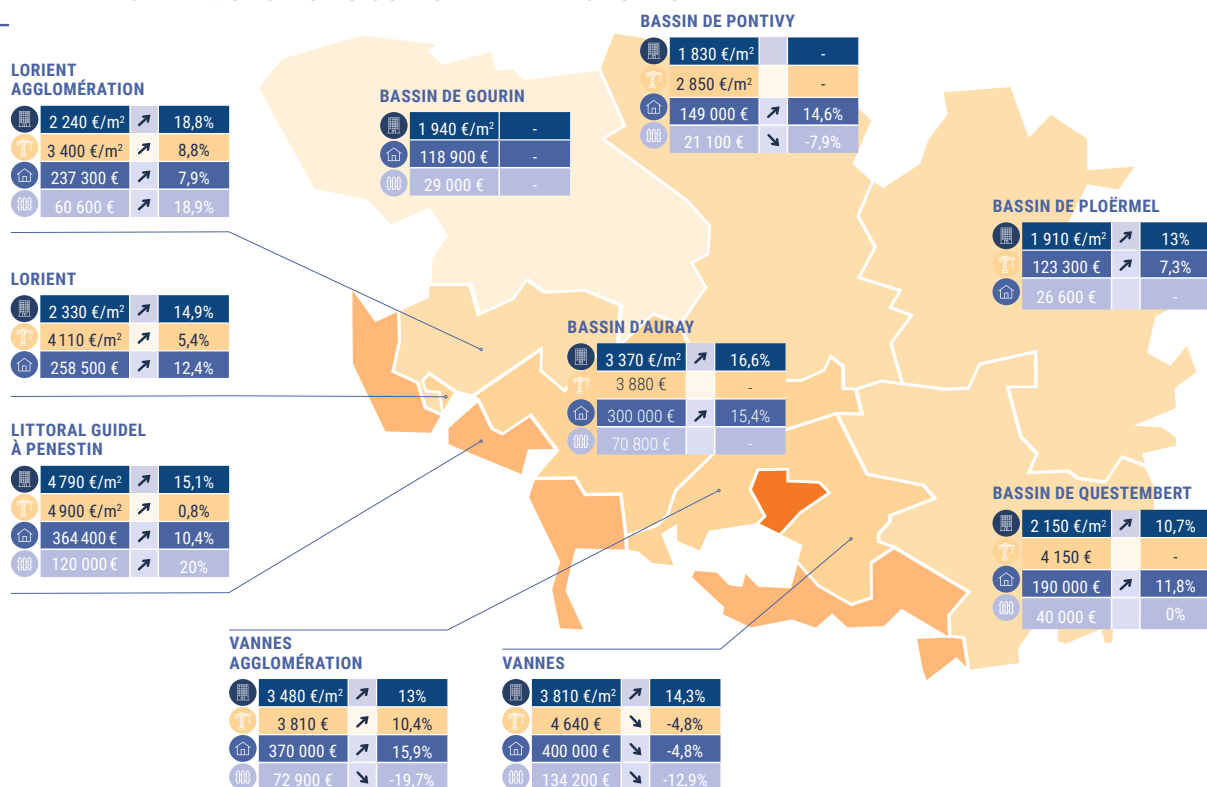 BASSIN DE PONTIVY
1 830 €/m² -
2 850 €/m² -
149 000 € ↗ 14,6%
21 100 € ↘ -7,9%
LORIENT
AGGLOMÉRATION
2 240 €/m² ↗ 18,8%
3 400 €/m² ↗ 8,8%
237 300 € ↗ 7,9%
60 600 € ↗ 18,9%
BASSIN DE GOURIN
1 940 €/m² -
118 900 € -
29 000 € -
BASSIN DE PLOËRMEL
1 910 €/m² ↗ 13%
123 300 € ↗ 7,3%
26 600 € -
LORIENT
2 330 €/m² ↗ 14,9%
4110 €/m² ↗ 5,4%
258 500 € ↗ 12,4%
BASSIN D'AURAY
3 370 €/m² ↗ 16,6%
3 880 € -
300 000 € ↗ 15,4%
70 800 € -
LITTORAL GUIDEL
À PENESTIN
4790 €/m² ↗ 15,1%
4900 €/m² ↗ 0,8%
364400 € ↗ 10,4%
120 000 € ↗ 20%
BASSIN DE QUESTEMBERT
2 150 €/m² ↗ 10,7%
4 150 € -
190 000 € ↗ 11,8%
40 000 € 0%
VANNES
AGGLOMÉRATION
3 480 €/m² ↗ 13%
3 810 € ↗ 10,4%
370 000 € ↗ 15,9%
72 900 € ↘ -19,7%
VANNES
3 810 €/m² ↗ 14,3%
4 640 € ↘ -4,8%
400 000 € ↘ -4,8%
134 200 € ↘ -12,9%